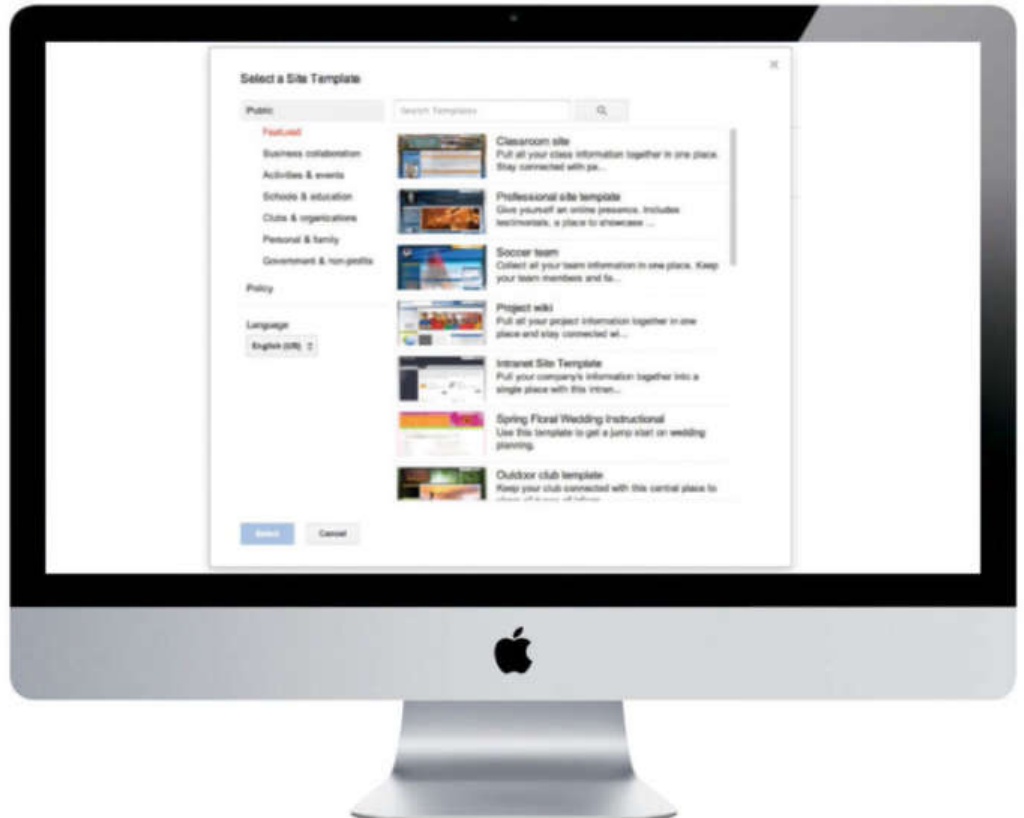 Select a Site Template
Public
Search Templates
Featured
Business collaboration
Activities & events
Schools & education
Clubs & organizations
Personal & family
Government & non-profits
Policy
Language
English (US)
Classroom site
Put all your class information together in one place.
Stay connected with pa...
Professional site template
Give yourself an online presence. Includes
testimonials, a place to showcase ...
Soccer team
Collect all your team information in one place. Keep
your team members and fa...
Project wiki
Pull all your project information together in one
place and stay connected wi...
Intranet Site Template
Pull your company's information together into a
single place with this intran...
Spring Floral Wedding Instructional
Use this template to get a jump start on wedding
planning.
Outdoor club template
Keep your club connected with this central place to
Select
Cancel